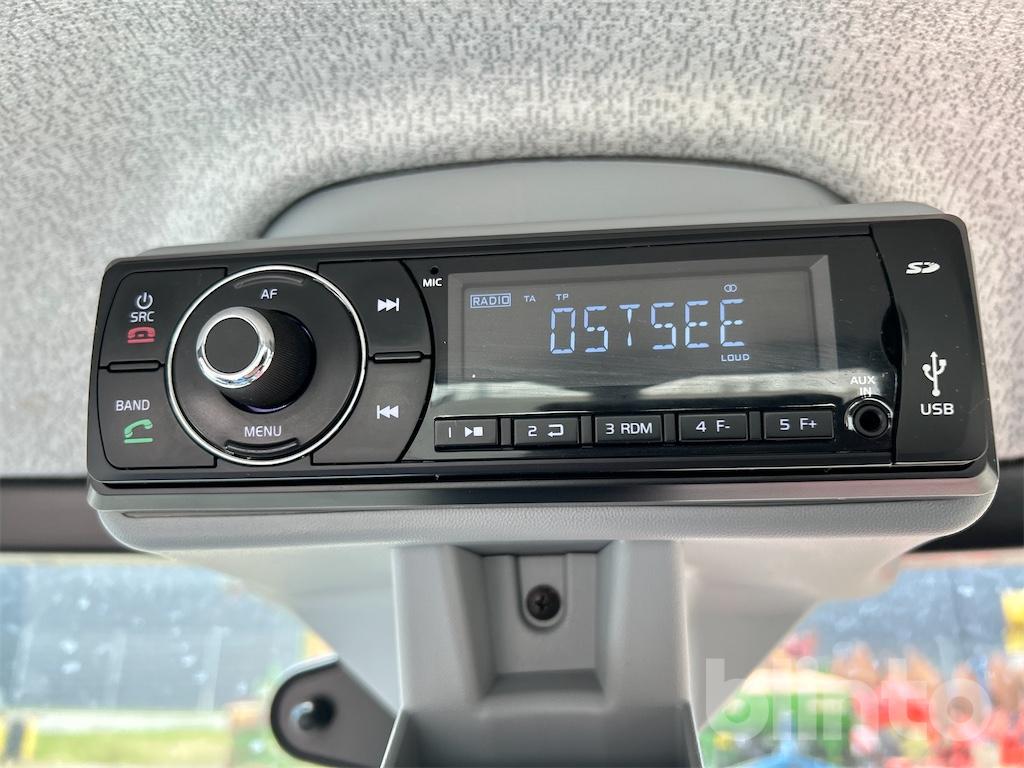 SRC
BAND
AF
MENU
MIC
RADIO TA TP
OSTSEE
LOUD
1
2
3 RDM
4 F-
5 F+
AUX
IN
SD
USB
blinto